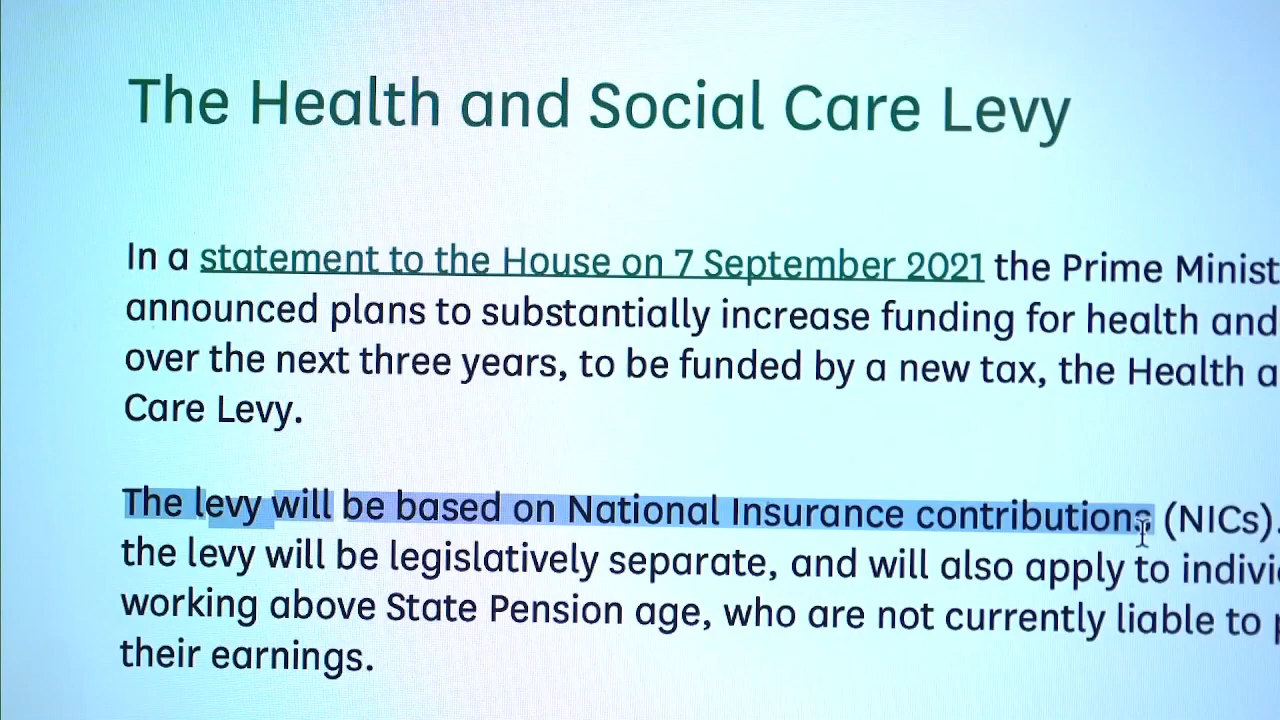 The Health and Social Care Levy
In a statement to the House on 7 September 2021 the Prime Minist
announced plans to substantially increase funding for health and
over the next three years, to be funded by a new tax, the Health a
Care Levy.
The levy will be based on National Insurance contributions (NICs).
the levy will be legislatively separate, and will also apply to indivi
working above State Pension age, who are not currently liable to p
their earnings.